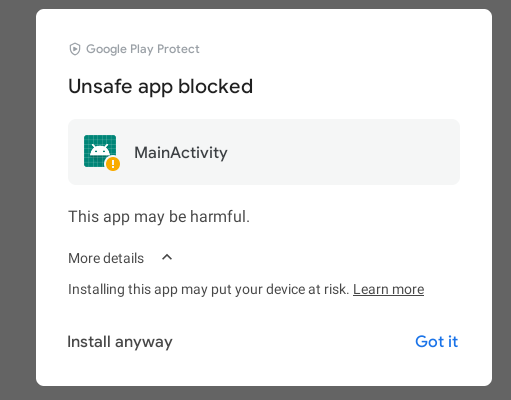 Google Play Protect
Unsafe app blocked
MainActivity
This app may be harmful.
More details
Installing this app may put your device at risk. Learn more
Install anyway
Got it